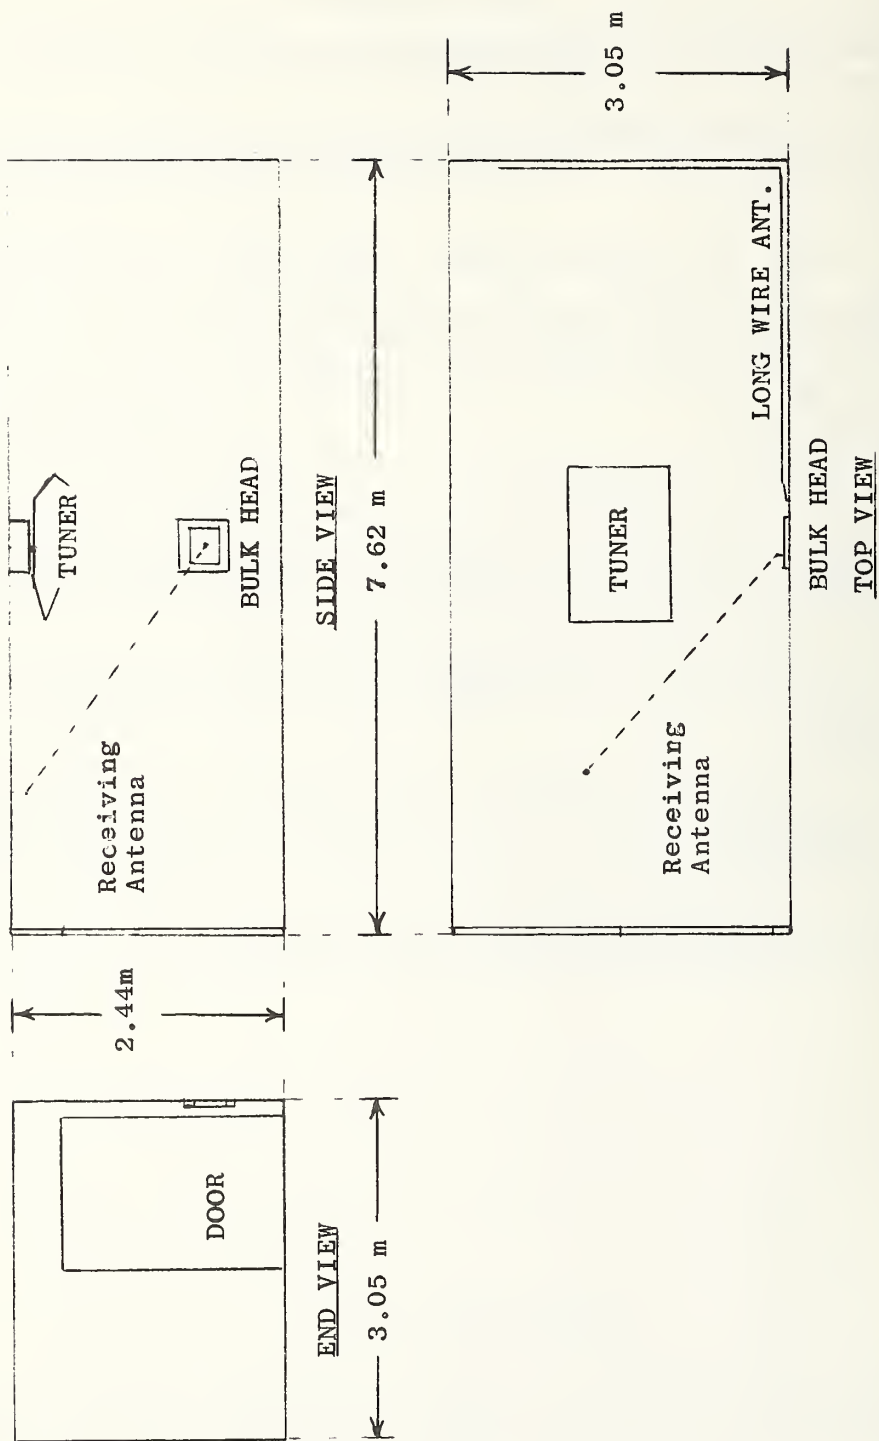 TUNER
BULK HEAD
Receiving
Antenna
SIDE VIEW
7.62 m
2.44m
DOOR
END VIEW
3.05 m
3.05 m
LONG WIRE ANT.
TUNER
Receiving
Antenna
BULK HEAD
TOP VIEW